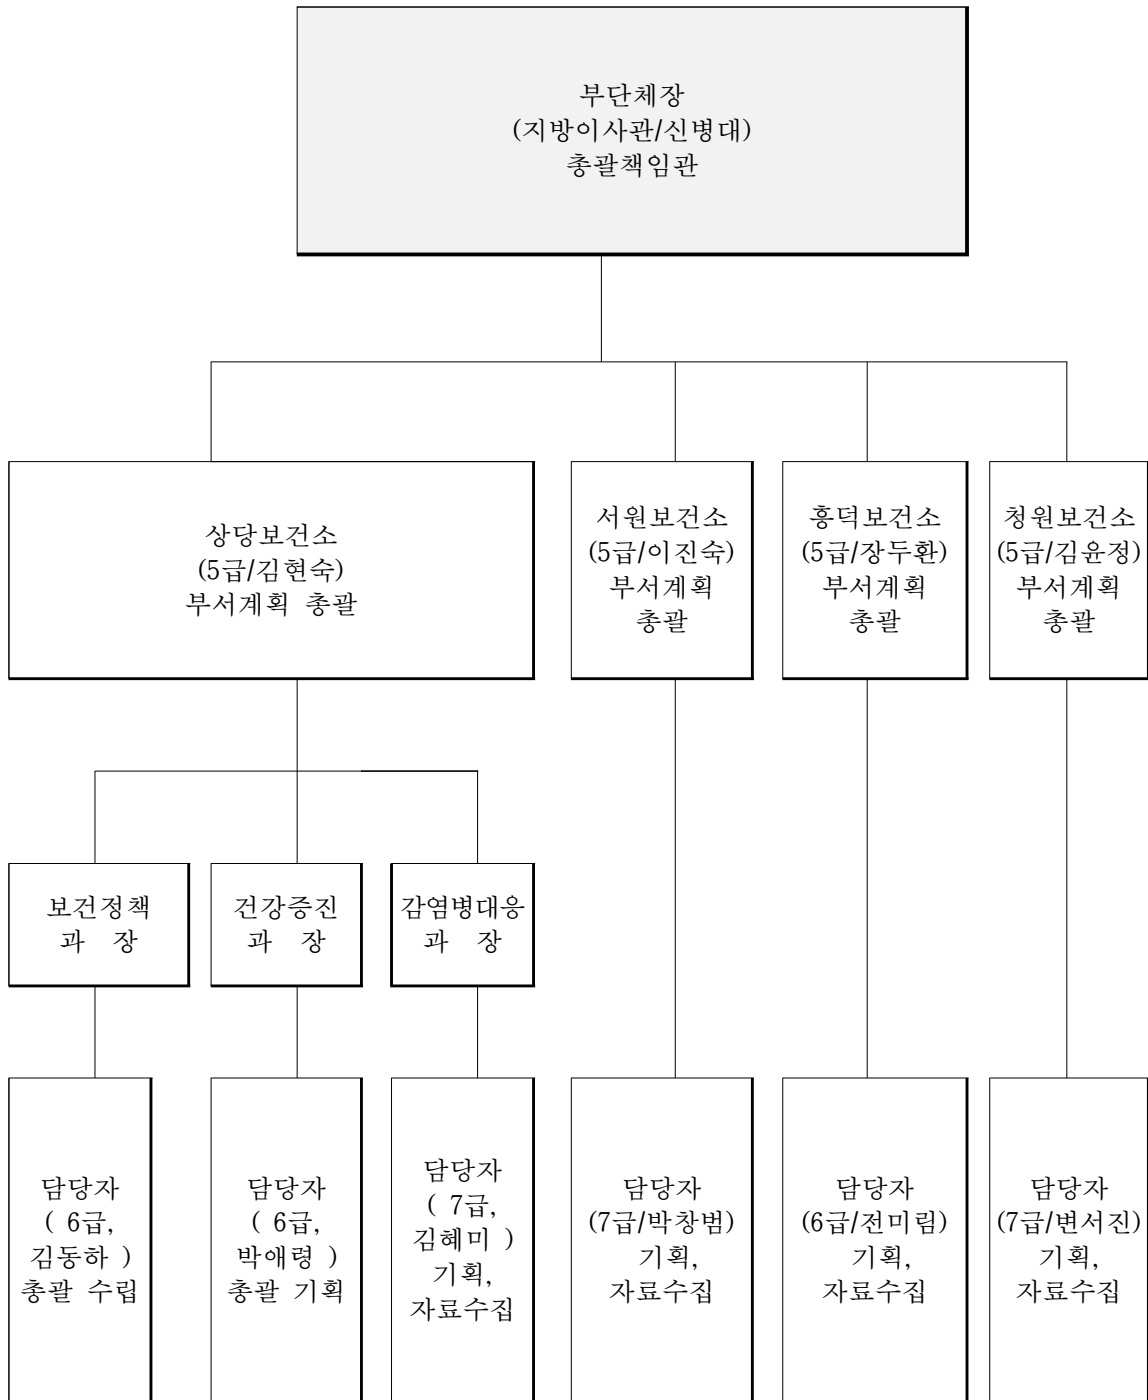 부단체장
(지방이사관/신병대)
총괄책임관
상당보건소
(5급/김현숙)
부서계획 총괄
서원보건소
(5급/이진숙)
부서계획
총괄
흥덕보건소
(5급/장두환)
부서계획
총괄
청원보건소
(5급/김윤정)
부서계획
총괄
보건정책
과 장
건강증진
과 장
감염병대응
과 장
담당자
( 6급,
김동하 )
총괄 수립
담당자
( 6급,
박애령 )
총괄 기획
담당자
( 7급,
김혜미 )
기획,
자료수집
담당자
(7급/박창범)
기획,
자료수집
담당자
(6급/전미림)
기획,
자료수집
담당자
(7급/변서진)
기획,
자료수집